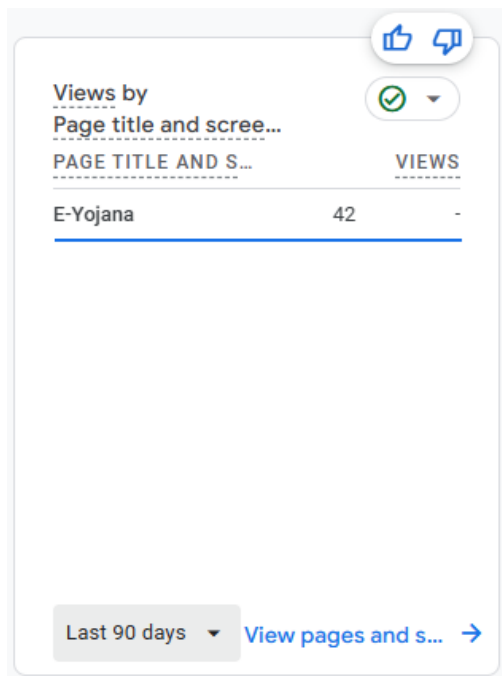 Views by
Page title and scree...
PAGE TITLE AND S... VIEWS
E-Yojana 42 -
Last 90 days View pages and s...